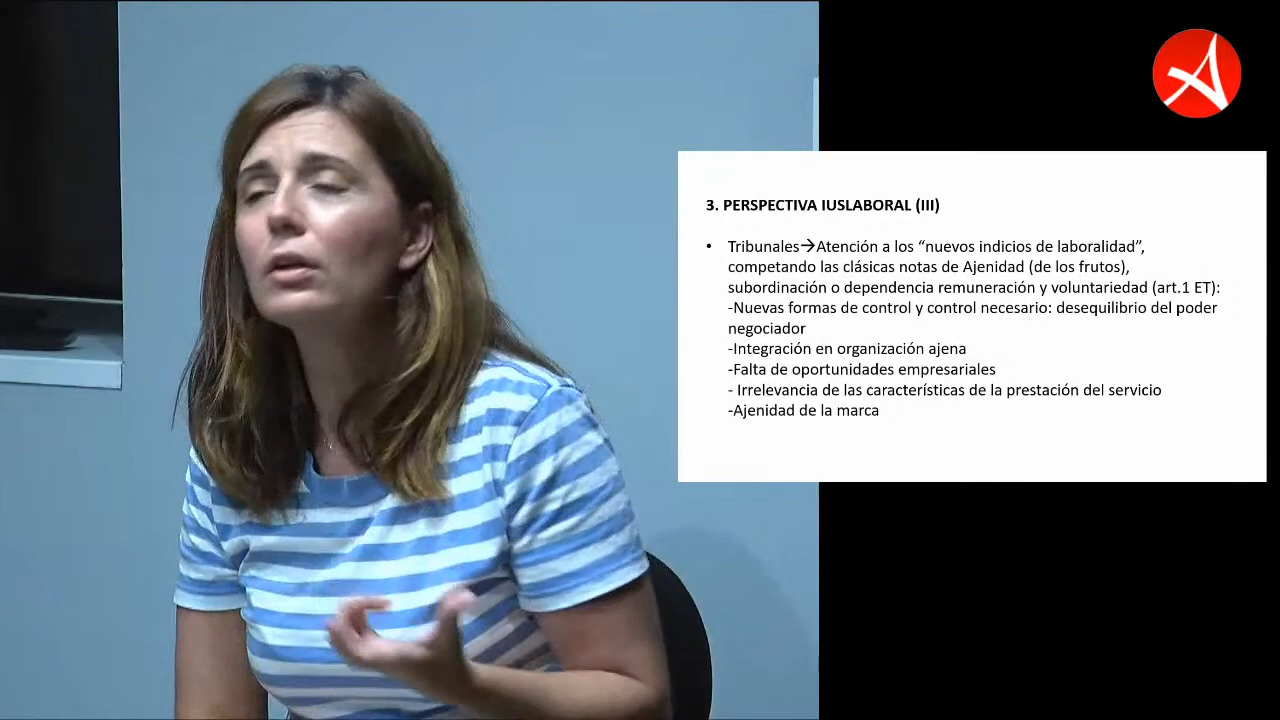 3. PERSPECTIVA IUSLABORAL (III)
• Tribunales→Atención a los “nuevos indicios de laboralidad”,
competando las clásicas notas de Ajenidad (de los frutos),
subordinación o dependencia remuneración y voluntariedad (art.1 ET):
-Nuevas formas de control y control necesario: desequilibrio del poder
negociador
-Integración en organización ajena
-Falta de oportunidades empresariales
- Irrelevancia de las características de la prestación del servicio
-Ajenidad de la marca